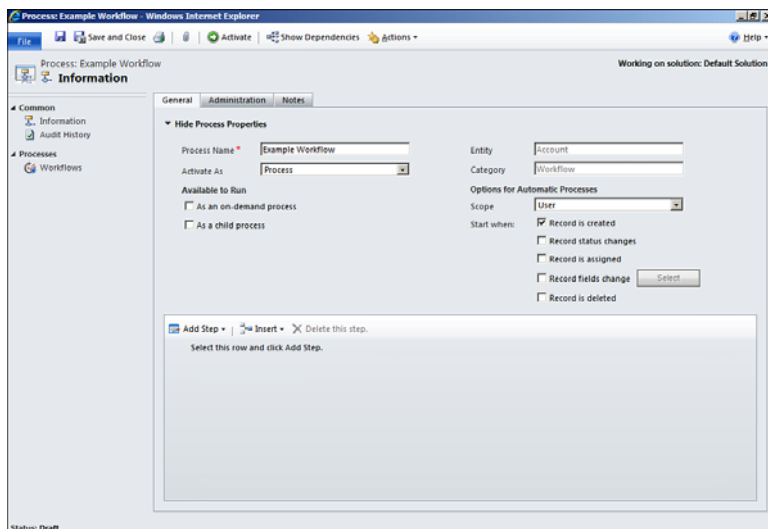 Process: Example Workflow - Windows Internet Explorer
File Save and Close Activate Show Dependencies Actions Help
Process: Example Workflow
Information
Working on solution: Default Solution
Common
Information
Audit History
Processes
Workflows
General Administration Notes
Hide Process Properties
Process Name* Example Workflow
Entity Account
Activate As Process
Category Workflow
Available to Run
Options for Automatic Processes
As an on-demand process
Scope User
As a child process
Start when: Record is created
Record status changes
Record is assigned
Record fields change Select
Record is deleted
Add Step Insert Delete this step.
Select this row and click Add Step.
Status: Draft